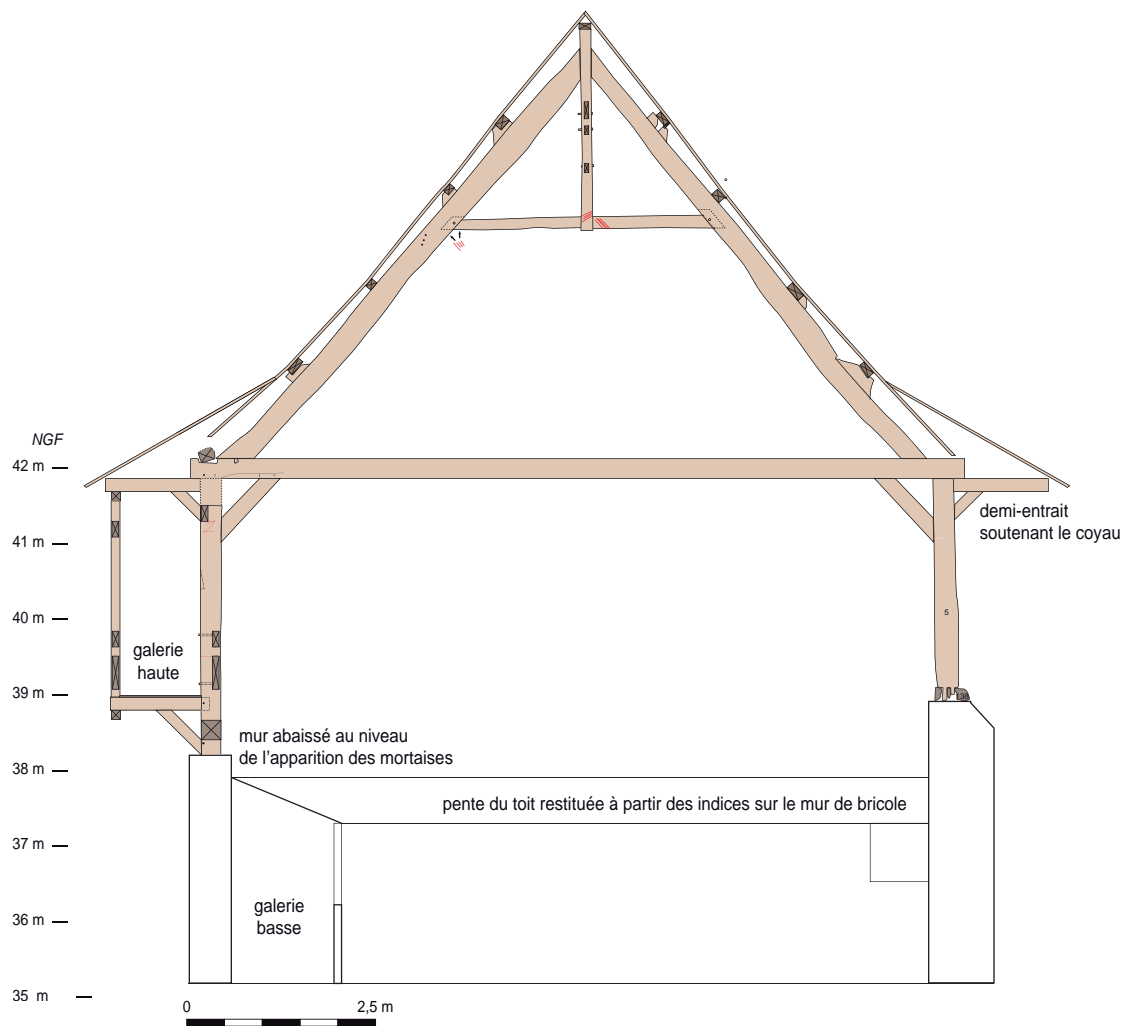 NGF
42 m
demi-entrait
soutenant le coyau
41 m
40 m
5
galerie
haute
39 m
138
mur abaissé au niveau
de l'apparition des mortaises
38 m
pente du toit restituée à partir des indices sur le mur de bricole
37 m
galerie
basse
36 m
35 m
0
2,5 m